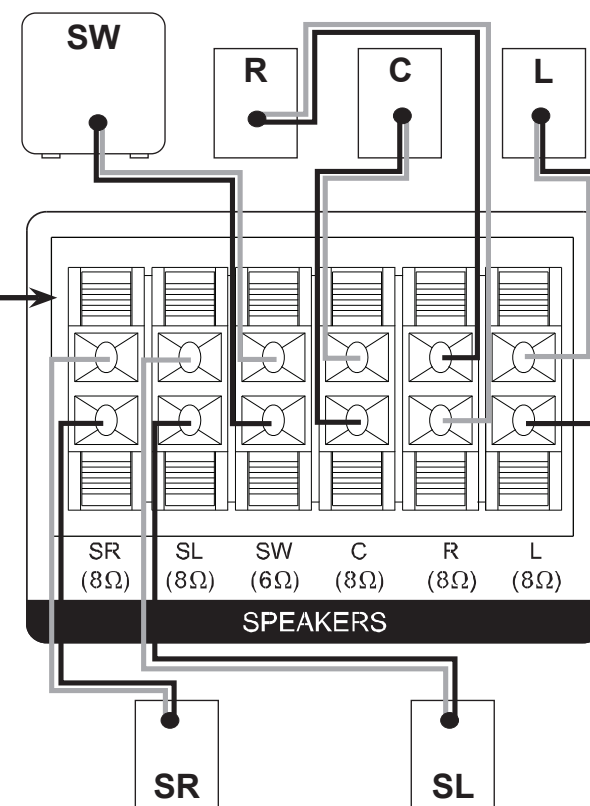 SW
R C L
SR SL SW C R L
(8Ω) (8Ω) (6Ω) (8Ω) (8Ω) (8Ω)
SPEAKERS
SR SL